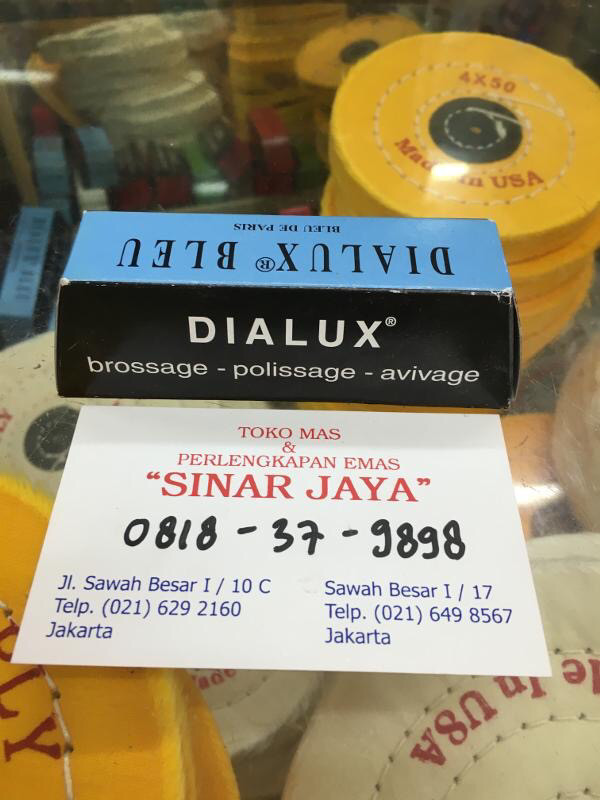 4X50
Made In USA
BLEU DE PARIS
DIALUX® BLEU
DIALUX®
brossage - polissage - avivage
TOKO MAS
&
PERLENGKAPAN EMAS
“SINAR JAYA”
0818 - 37 - 9898
Jl. Sawah Besar I / 10 C
Telp. (021) 629 2160
Jakarta
Sawah Besar I / 17
Telp. (021) 649 8567
Jakarta
In USA